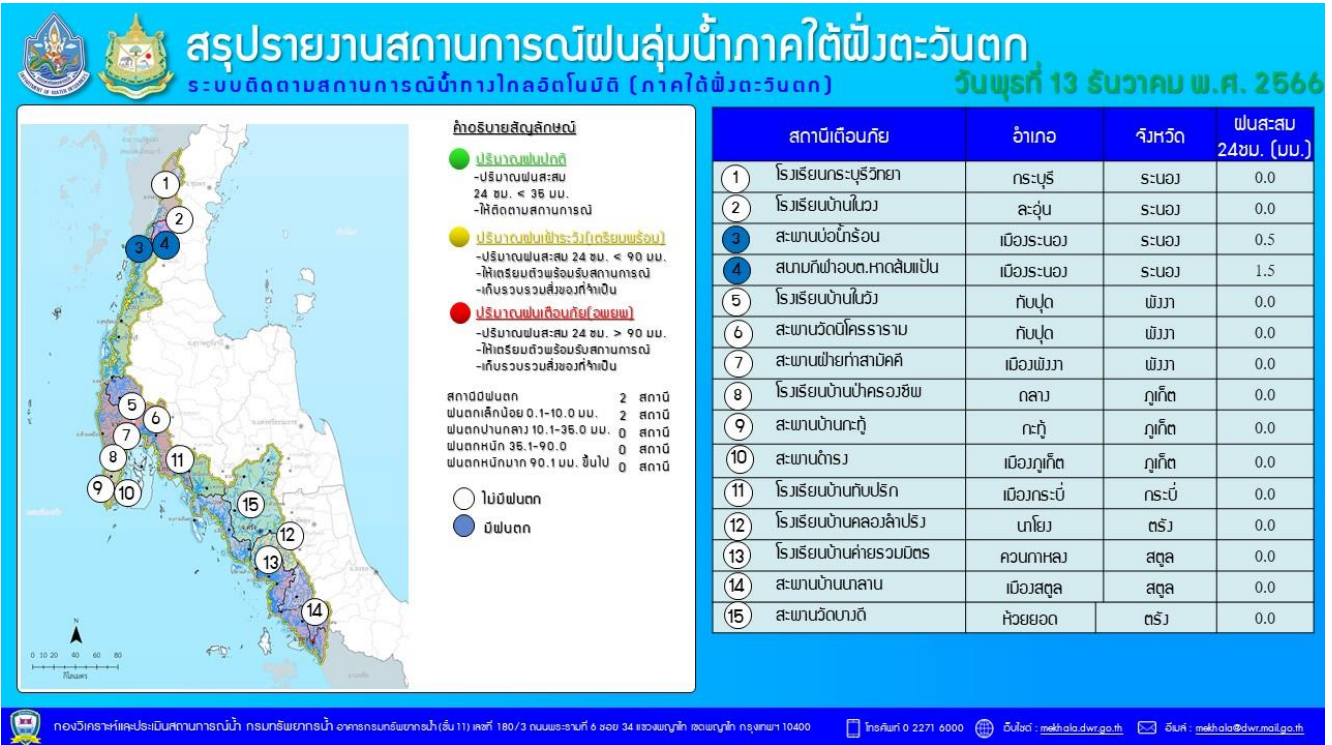 สรุปรายงานสถานการณ์ฝนลุ่มน้ำภาคใต้ฝั่งตะวันตก
ระบบติดตามสถานการณ์น้ำทางไกลอัตโนมัติ (ภาคใต้ฝั่งตะวันตก)
วันพุธที่ 13 ธันวาคม พ.ศ. 2566
คำอธิบายสัญลักษณ์
ปริมาณฝนปกติ
-ปริมาณฝนสะสม
24 ชม. < 35 มม.
-ให้ติดตามสถานการณ์
ปริมาณฝนเฝ้าระวัง(เตรียมพร้อม)
-ปริมาณฝนสะสม 24 ชม. < 90 มม.
-ให้เตรียมตัวพร้อมรับสถานการณ์
-เก็บรวบรวมสิ่งของที่จำเป็น
ปริมาณฝนเตือนภัย(อพยพ)
-ปริมาณฝนสะสม 24 ชม. > 90 มม.
-ให้เตรียมตัวพร้อมรับสถานการณ์
-เก็บรวบรวมสิ่งของที่จำเป็น
สถานีมีฝนตก 2 สถานี
ฝนตกเล็กน้อย 0.1-10.0 มม. 2 สถานี
ฝนตกปานกลาง 10.1-35.0 มม. 0 สถานี
ฝนตกหนัก 35.1-90.0 0 สถานี
ฝนตกหนักมาก 90.1 มม. ขึ้นไป 0 สถานี
ไม่มีฝนตก
มีฝนตก
1
2
3 4
5
6
7
8
11
9 10
15
12
13
14
N
0 10 20 40 60 80
กิโลเมตร
สถานีเตือนภัย อำเภอ จังหวัด ฝนสะสม 24ชม. (มม.)
1 โรงเรียนกระบุรีวิทยา กระบุรี ระนอง 0.0
2 โรงเรียนบ้านในวง ละอุ่น ระนอง 0.0
3 สะพานบ่อน้ำร้อน เมืองระนอง ระนอง 0.5
4 สนามกีฬาอบต.หาดส้มแป้น เมืองระนอง ระนอง 1.5
5 โรงเรียนบ้านในวัง ทับปุด พังงา 0.0
6 สะพานวัดนิโครธาราม ทับปุด พังงา 0.0
7 สะพานฝ่ายท่าสามัคคี เมืองพังงา พังงา 0.0
8 โรงเรียนบ้านป่าครองชีพ ถลาง ภูเก็ต 0.0
9 สะพานบ้านกะทู้ กะทู้ ภูเก็ต 0.0
10 สะพานดำรง เมืองภูเก็ต ภูเก็ต 0.0
11 โรงเรียนบ้านทับปริก เมืองกระบี่ กระบี่ 0.0
12 โรงเรียนบ้านคลองลำปริง นาโยง ตรัง 0.0
13 โรงเรียนบ้านค่ายรวมมิตร ควนกาหลง สตูล 0.0
14 สะพานบ้านนาลาน เมืองสตูล สตูล 0.0
15 สะพานวัดบางดี ห้วยยอด ตรัง 0.0
กองวิเคราะห์และประเมินสถานการณ์น้ำ กรมทรัพยากรน้ำ อาคารกรมทรัพยากรน้ำ (ชั้น 11) เลขที่ 180/3 ถนนพระรามที่ 6 ซอย 34 แขวงพญาไท เขตพญาไท กรุงเทพฯ 10400
โทรศัพท์ 0 2271 6000
เว็บไซต์ : mekhala.dwr.go.th
อีเมล์ : mekhala@dwr.mail.go.th